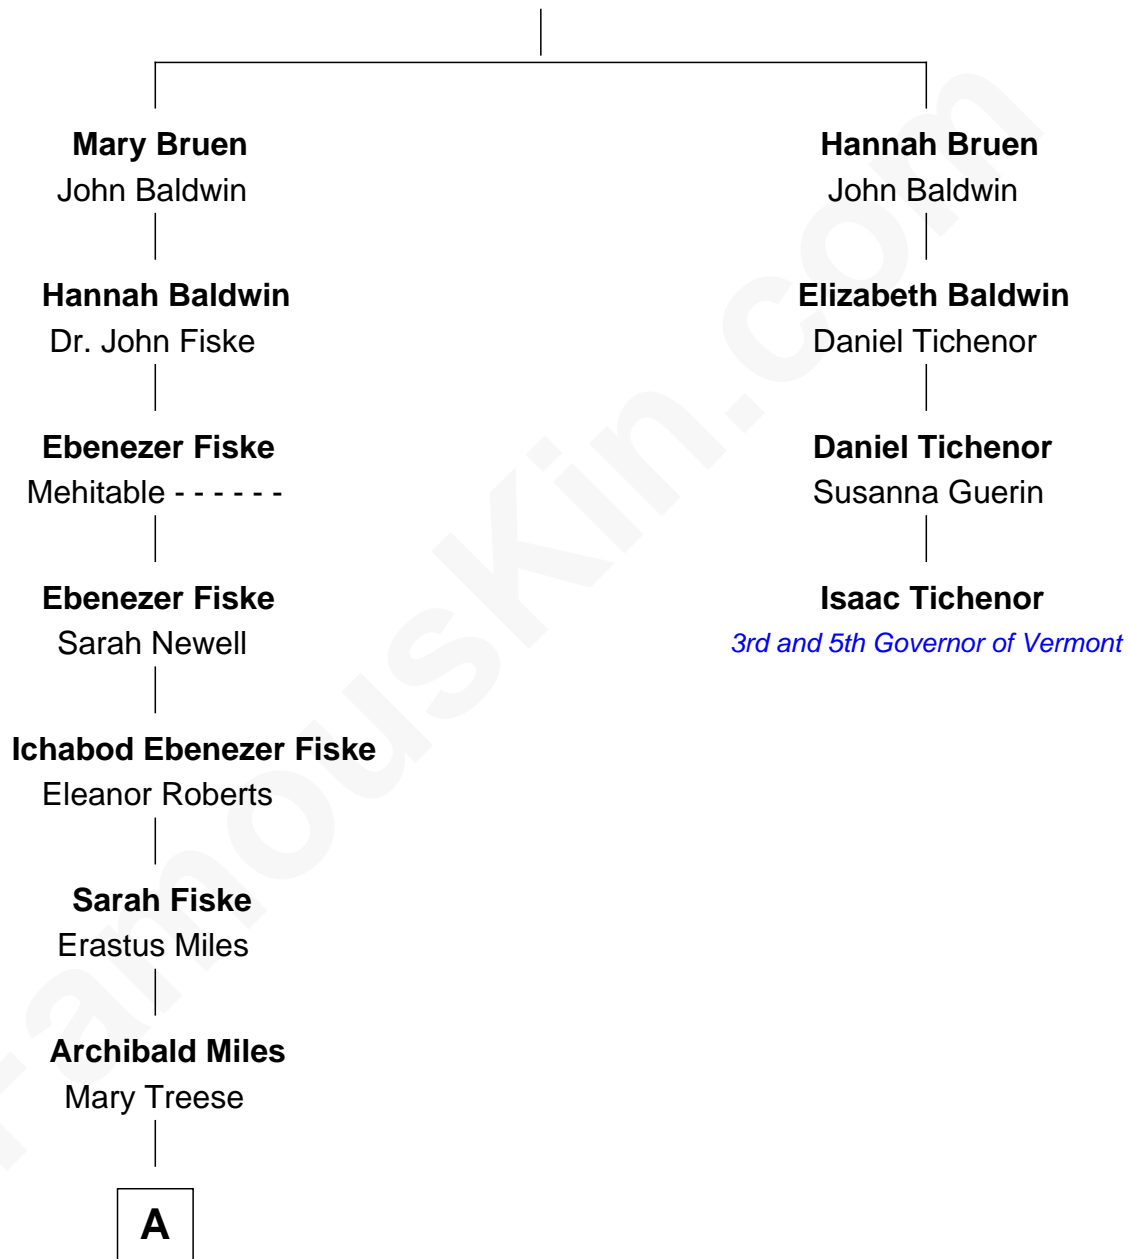 Mary Bruen
John Baldwin
Hannah Baldwin
Dr. John Fiske
Ebenezer Fiske
Mehitable - - - - - -
Ebenezer Fiske
Sarah Newell
Ichabod Ebenezer Fiske
Eleanor Roberts
Sarah Fiske
Erastus Miles
Archibald Miles
Mary Treese
A
Hannah Bruen
John Baldwin
Elizabeth Baldwin
Daniel Tichenor
Daniel Tichenor
Susanna Guerin
Isaac Tichenor
3rd and 5th Governor of Vermont
FamousKin.com